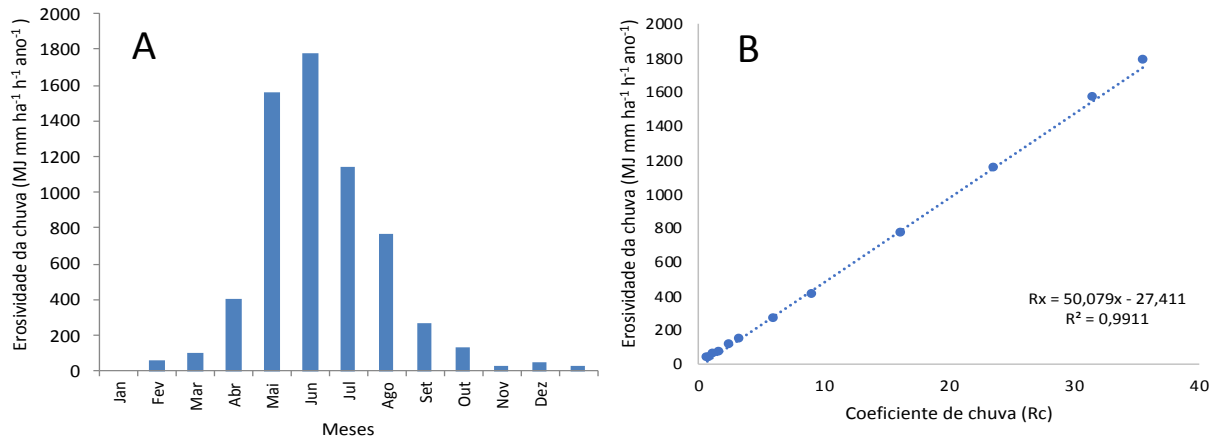 A
Erosividade da chuva (MJ mm ha⁻¹ h⁻¹ ano⁻¹)
2000
1800
1600
1400
1200
1000
800
600
400
200
0
Jan
Fev
Mar
Abr
Mai
Jun
Jul
Ago
Set
Out
Nov
Dez
Meses
B
Erosividade da chuva (MJ mm ha⁻¹ h⁻¹ ano⁻¹)
2000
1800
1600
1400
1200
1000
800
600
400
200
0
Rx = 50,079x - 27,411
R² = 0,9911
0 10 20 30 40
Coeficiente de chuva (Rc)